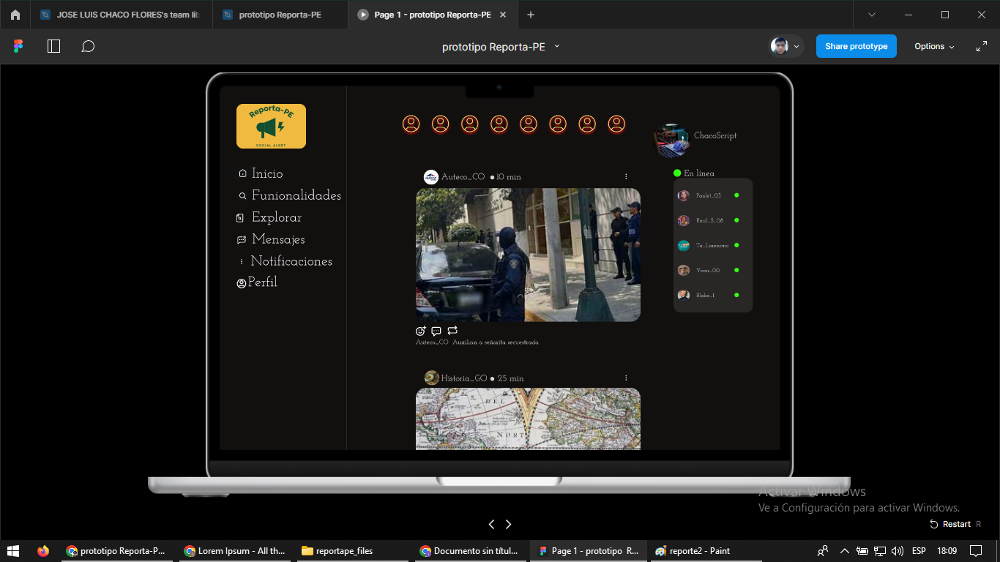 JOSE LUIS CHACO FLORES's team lib
prototipo Reporta-PE
Page 1 - prototipo Reporta-PE
prototipo Reporta-PE
Share prototype
Options
Reporta-PE
SOCIAL ALERT
Inicio
Funionalidades
Explorar
Mensajes
Notificaciones
Perfil
ChacoScript
Auteco_CO 10 min
En línea
Poulet_03
Raul_S_08
Yoan_00
Blake_1
Auteco_CO Auxilian a señorita secuestrada
Historia_GO 25 min
DEL
NORT
Activar Windows
Ve a Configuración para activar Windows.
Restart R
prototipo Reporta-P...
Lorem Ipsum - All th...
reportape_files
Documento sin títul...
Page 1 - prototipo R...
reporte2 - Paint
ESP
18:09